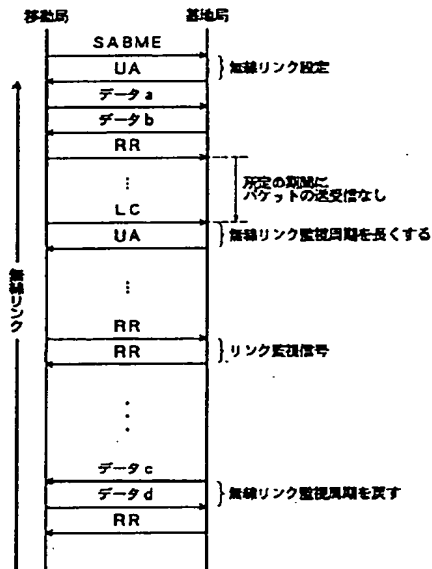 移動局 基地局
SABME
UA
無線リンク設定
データa
データb
RR
所定の期間に
パケットの送受信なし
LC
UA
無線リンク監視周期を長くする
無線リンク
RR
RR
リンク監視信号
データc
データd
無線リンク監視周期を戻す
RR